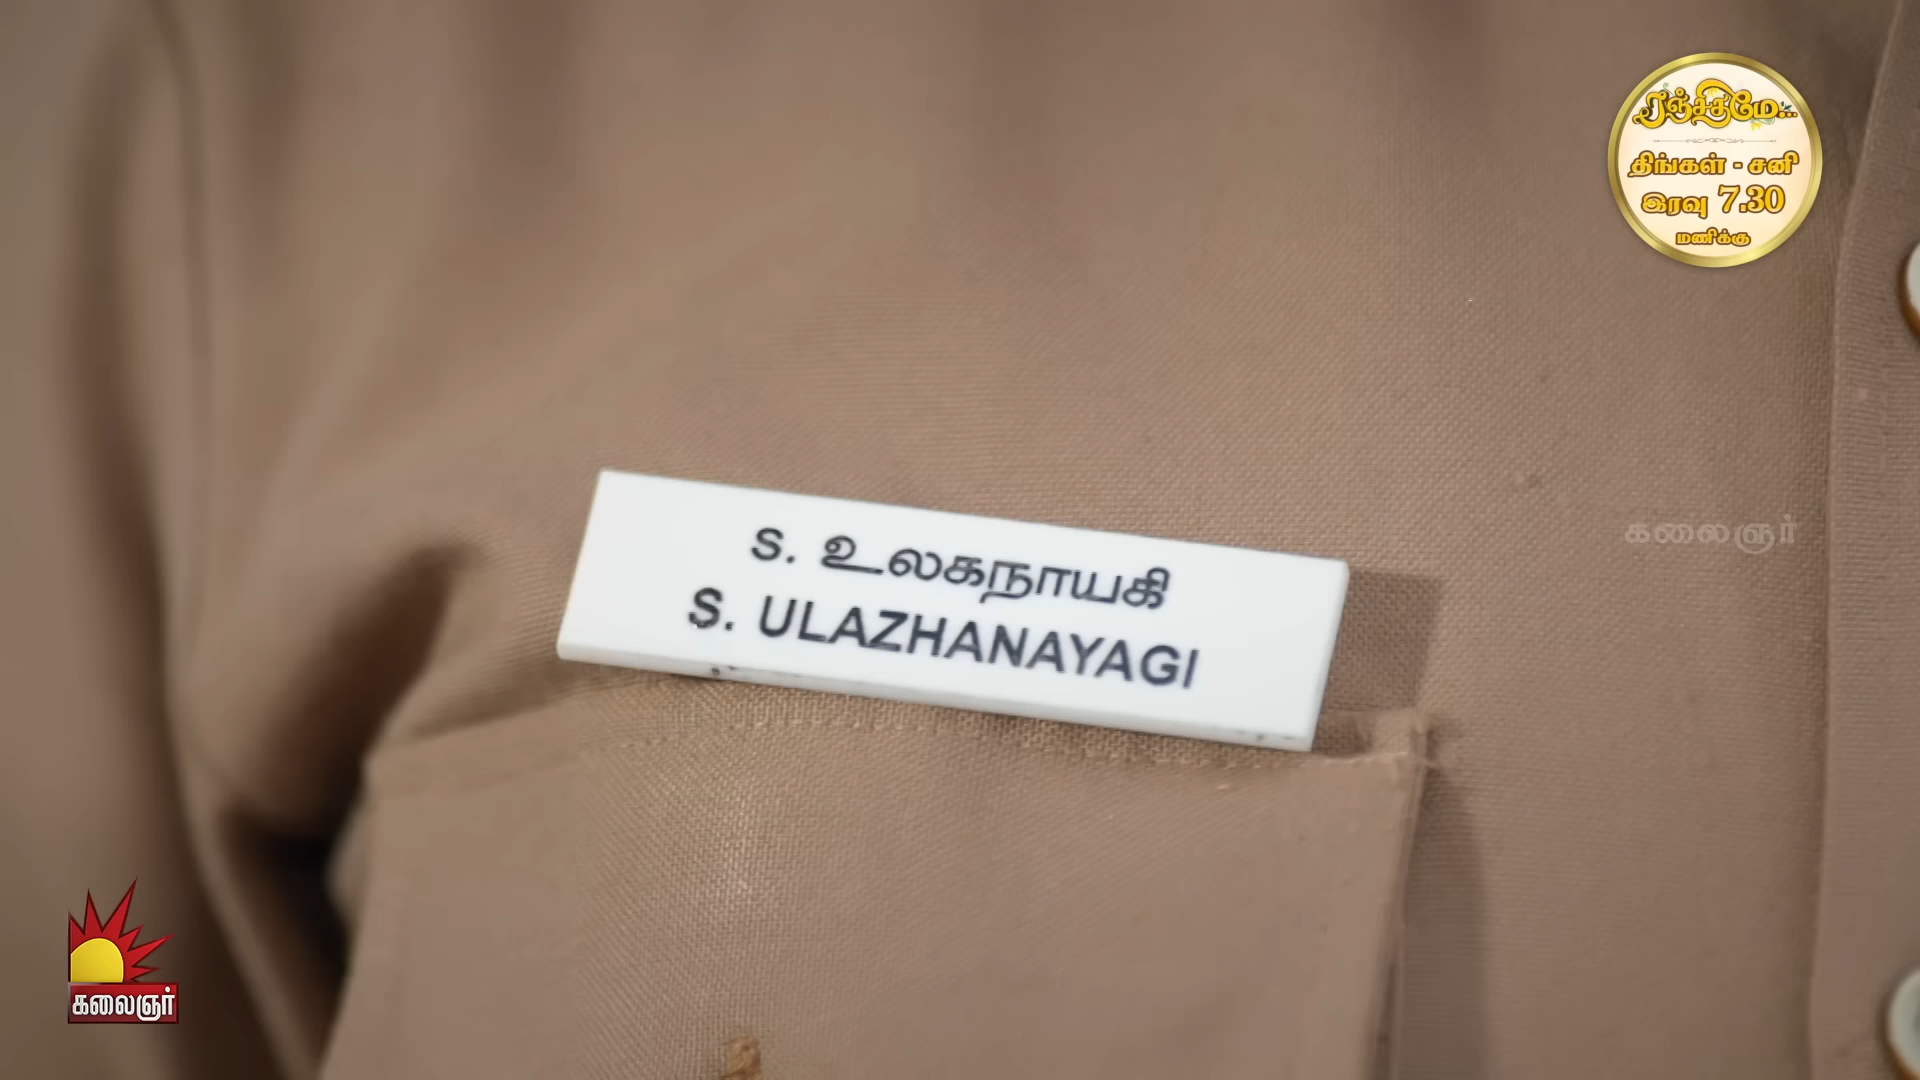 ரஞ்சிதமே...
திங்கள் - சனி
இரவு 7.30
மணிக்கு
S. உலகநாயகி
S. ULAZHANAYAGI
கலைஞர்
கலைஞர்